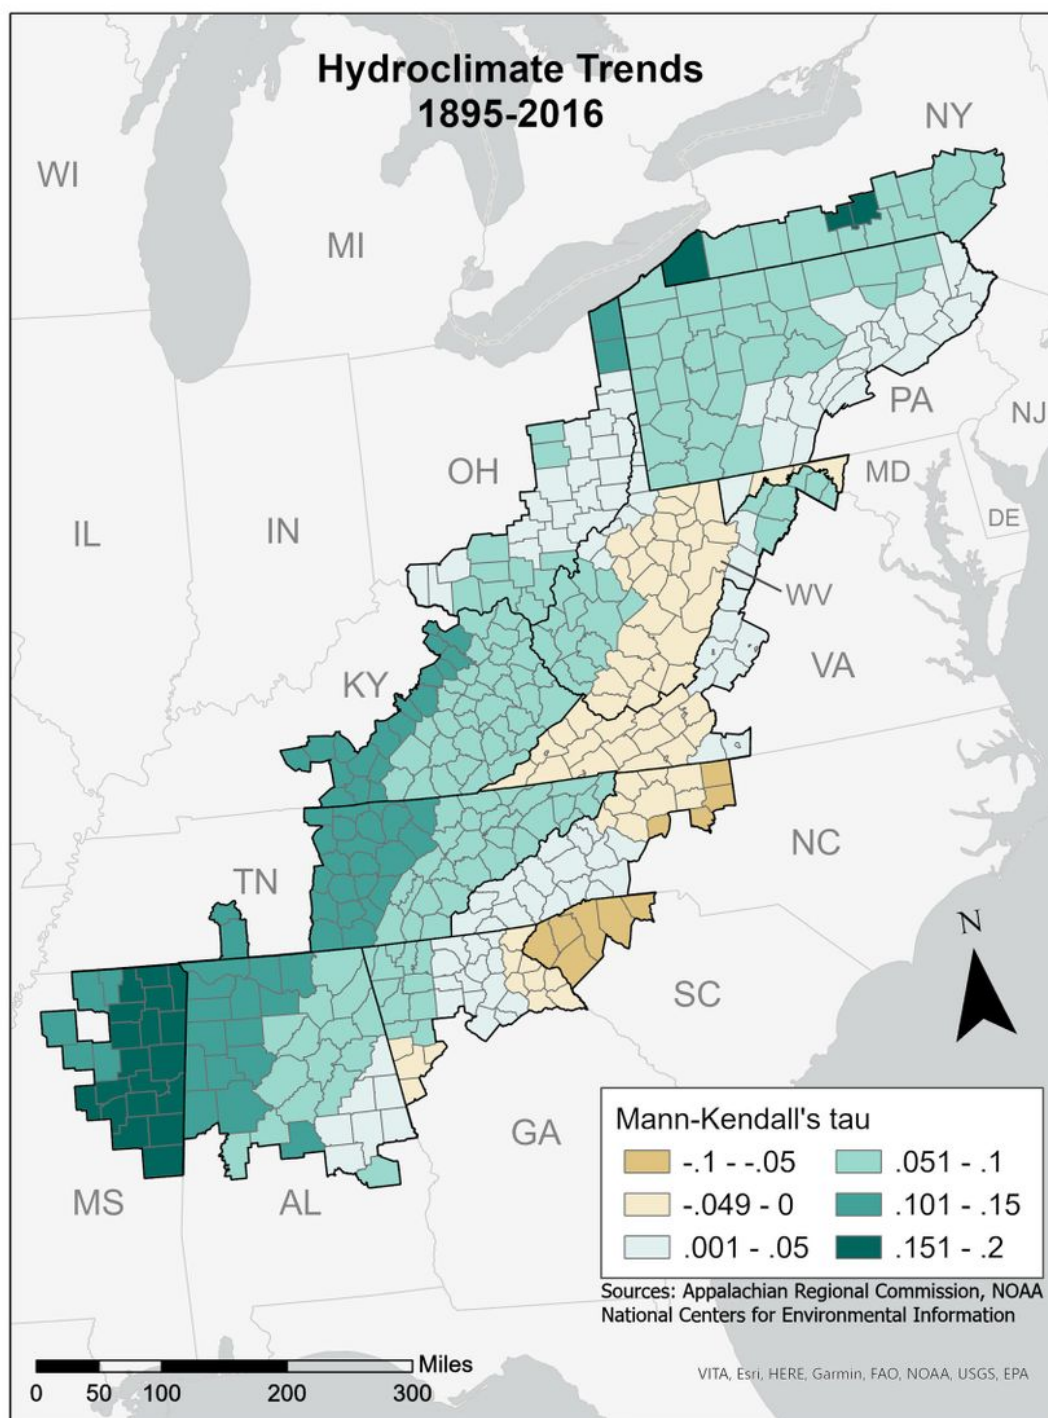 Hydroclimate Trends
1895-2016
NY
WI
MI
PA
NJ
OH
MD
IL
IN
DE
WV
VA
KY
NC
TN
SC
N
GA
MS
AL
Mann-Kendall's tau
-.1 - -.05
.051 - .1
-.049 - 0
.101 - .15
.001 - .05
.151 - .2
Sources: Appalachian Regional Commission, NOAA
National Centers for Environmental Information
Miles
0 50 100 200 300
VITA, Esri, HERE, Garmin, FAO, NOAA, USGS, EPA